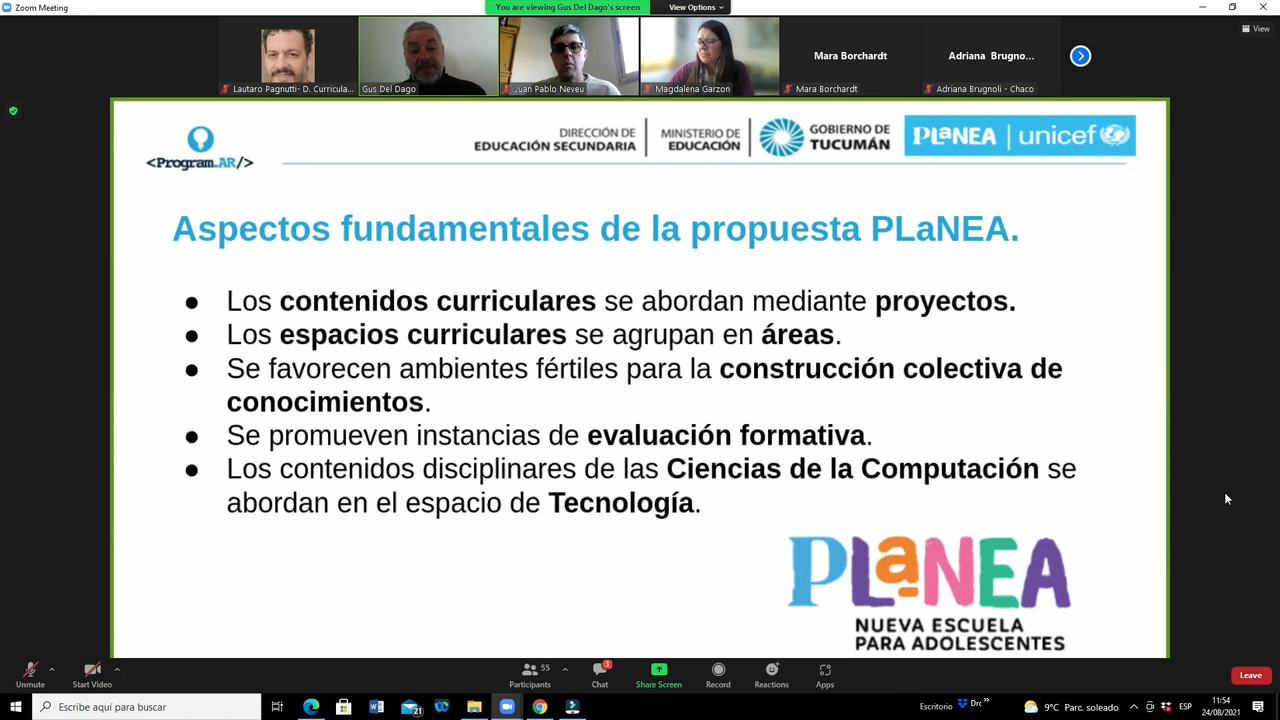 Zoom Meeting
You are viewing Gus Del Dago's screen
View Options
View
Lautaro Pagnutti- D. Curricula...
Gus Del Dago
Juan Pablo Neveu
Magdalena Garzon
Mara Borchardt
Mara Borchardt
Adriana Brugno...
Adriana Brugnoli - Chaco
<Program.AR/>
DIRECCIÓN DE
EDUCACIÓN SECUNDARIA
MINISTERIO DE
EDUCACIÓN
GOBIERNO DE
TUCUMÁN
PLaNEA | unicef
Aspectos fundamentales de la propuesta PLaNEA.
● Los contenidos curriculares se abordan mediante proyectos.
● Los espacios curriculares se agrupan en áreas.
● Se favorecen ambientes fértiles para la construcción colectiva de
conocimientos.
● Se promueven instancias de evaluación formativa.
● Los contenidos disciplinares de las Ciencias de la Computación se
abordan en el espacio de Tecnología.
PLaNEA
NUEVA ESCUELA
PARA ADOLESCENTES
Unmute
Start Video
55
Participants
3
Chat
Share Screen
Record
Reactions
Apps
Leave
Escribe aquí para buscar
21
Escritorio
Drc
9°C Parc. soleado
ESP
11:54
24/08/2021